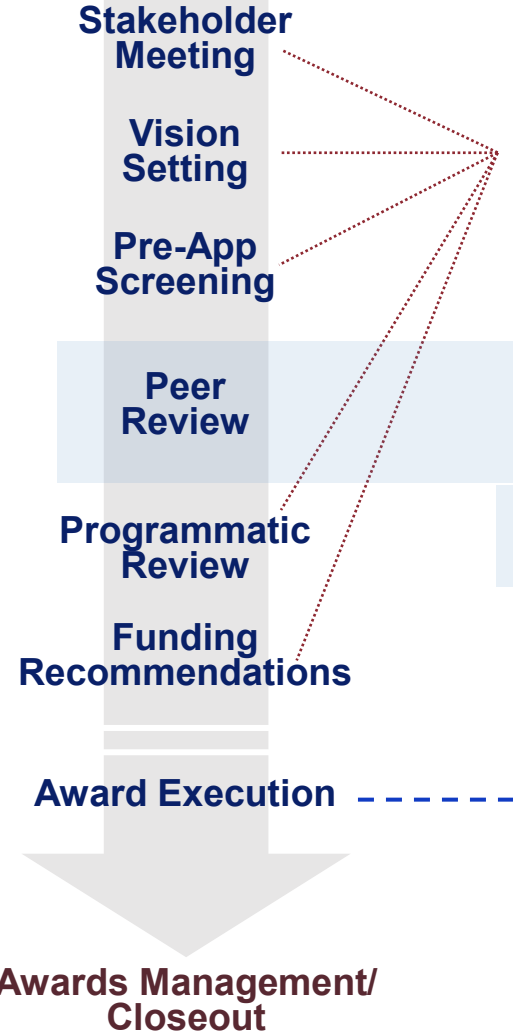 Stakeholder
Meeting
Vision
Setting
Pre-App
Screening
Peer
Review
Programmatic
Review
Funding
Recommendations
Award Execution
Awards Management/
Closeout